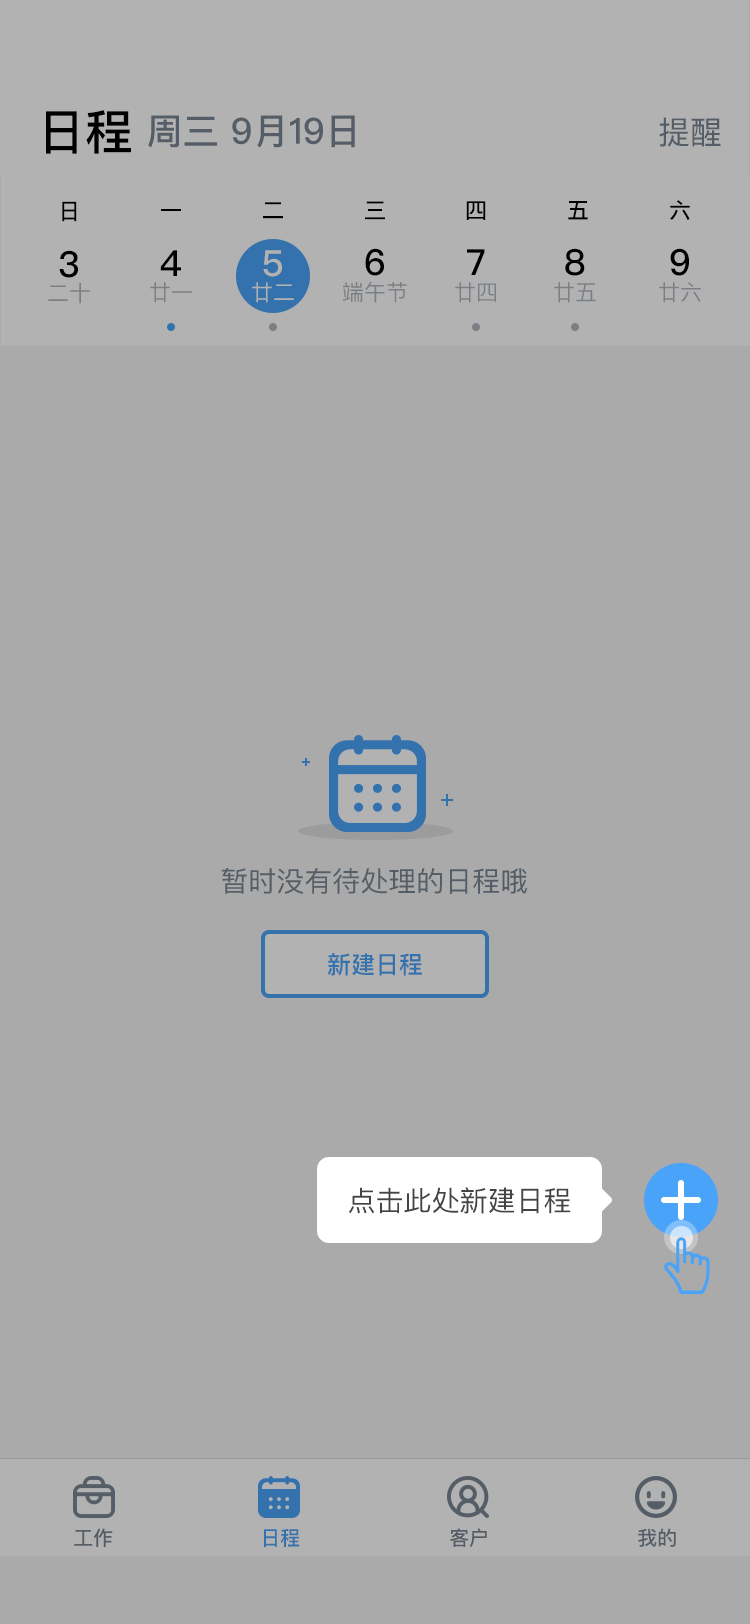 日程 周三 9月19日 提醒
日 一 二 三 四 五 六
3 4 5 6 7 8 9
二十 廿一 廿二 端午节 廿四 廿五 廿六
暂时没有待处理的日程哦
新建日程
点击此处新建日程
工作 日程 客户 我的